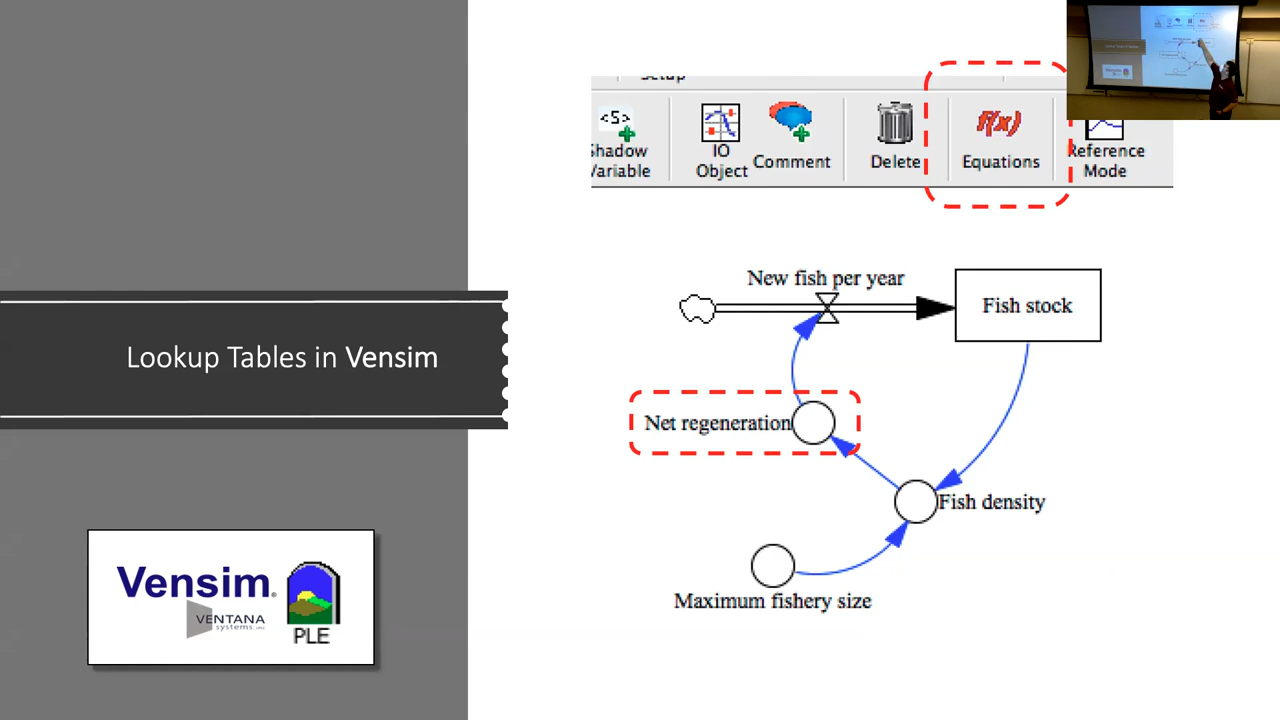 Setup
<S>
Shadow
Variable
IO
Object
Comment
Delete
f(x)
Equations
Reference
Mode
New fish per year
Fish stock
Lookup Tables in Vensim
Net regeneration
Fish density
Maximum fishery size
Vensim®
VENTANA
systems, inc.
PLE